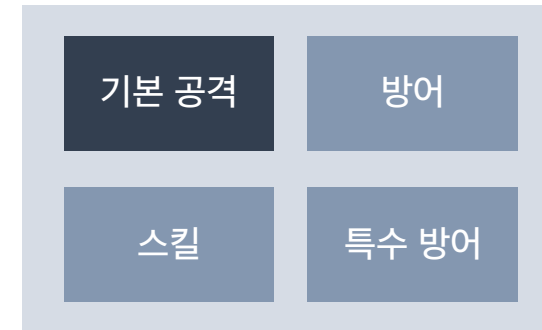 기본 공격
방어
스킬
특수 방어